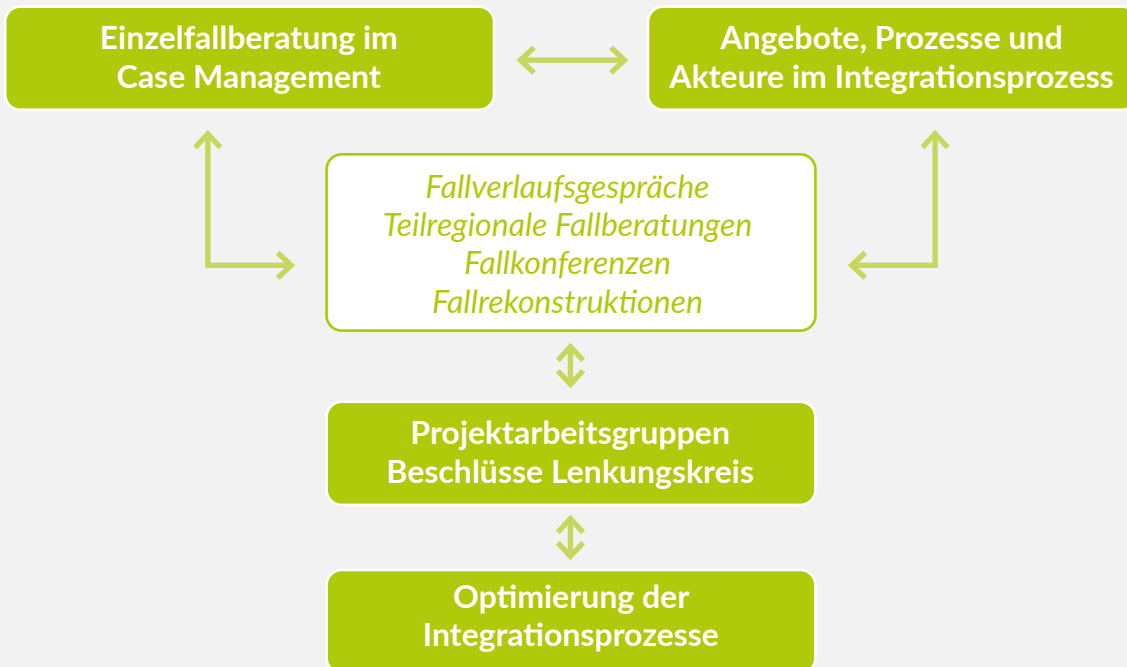 Einzelfallberatung im
Case Management
Angebote, Prozesse und
Akteure im Integrationsprozess
Fallverlaufsgespräche
Teilregionale Fallberatungen
Fallkonferenzen
Fallrekonstruktionen
Projektarbeitsgruppen
Beschlüsse Lenkungskreis
Optimierung der
Integrationsprozesse